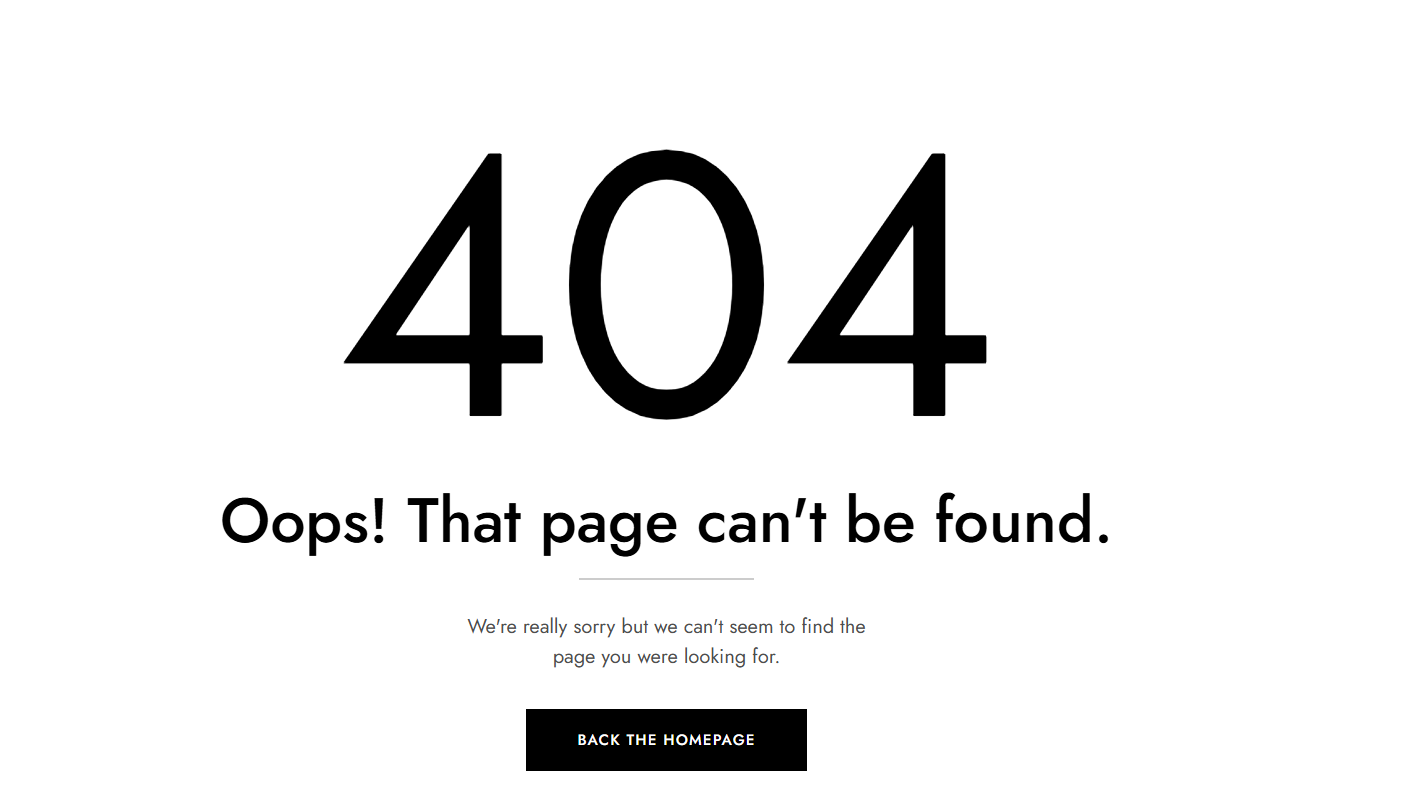 404
Oops! That page can't be found.
We're really sorry but we can't seem to find the
page you were looking for.
BACK THE HOMEPAGE